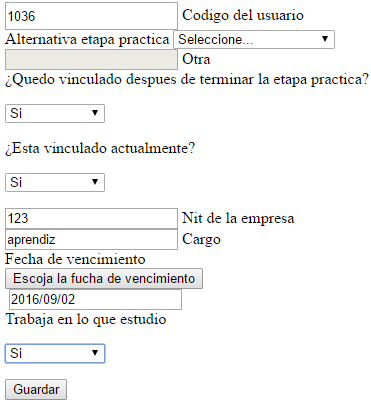 1036 Codigo del usuario
Alternativa etapa practica Seleccione...
Otra
¿Quedo vinculado despues de terminar la etapa practica?
Si
¿Esta vinculado actualmente?
Si
123 Nit de la empresa
aprendiz Cargo
Fecha de vencimiento
Escoja la fucha de vencimiento
2016/09/02
Trabaja en lo que estudio
Si
Guardar